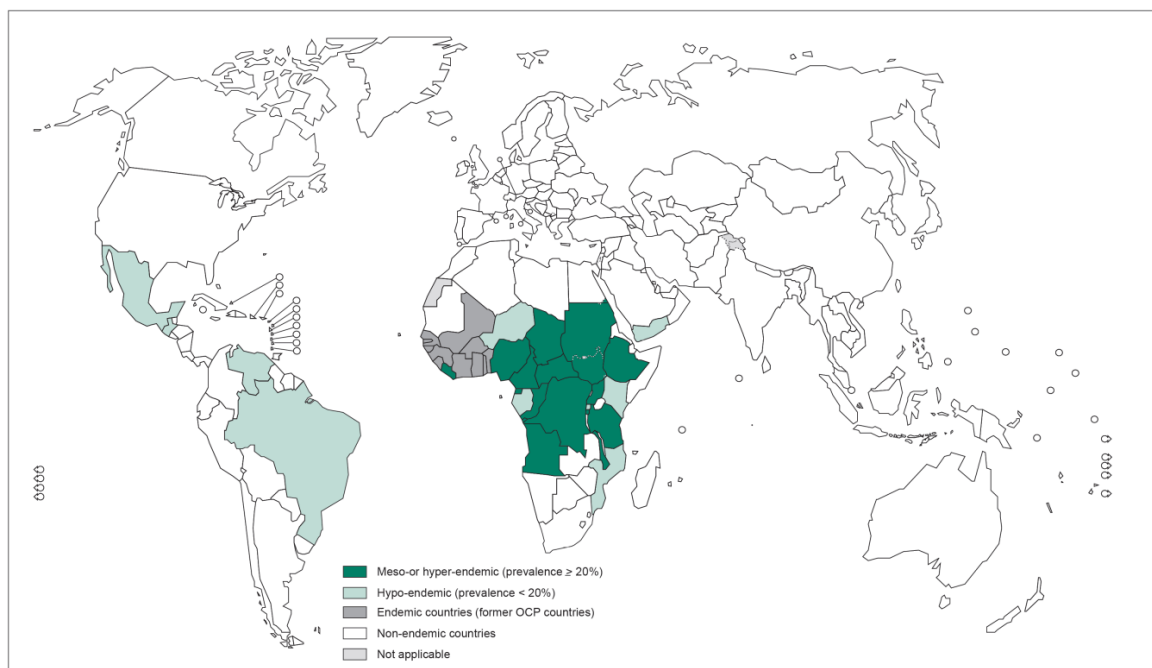 Meso-or hyper-endemic (prevalence ≥ 20%)
Hypo-endemic (prevalence < 20%)
Endemic countries (former OCP countries)
Non-endemic countries
Not applicable